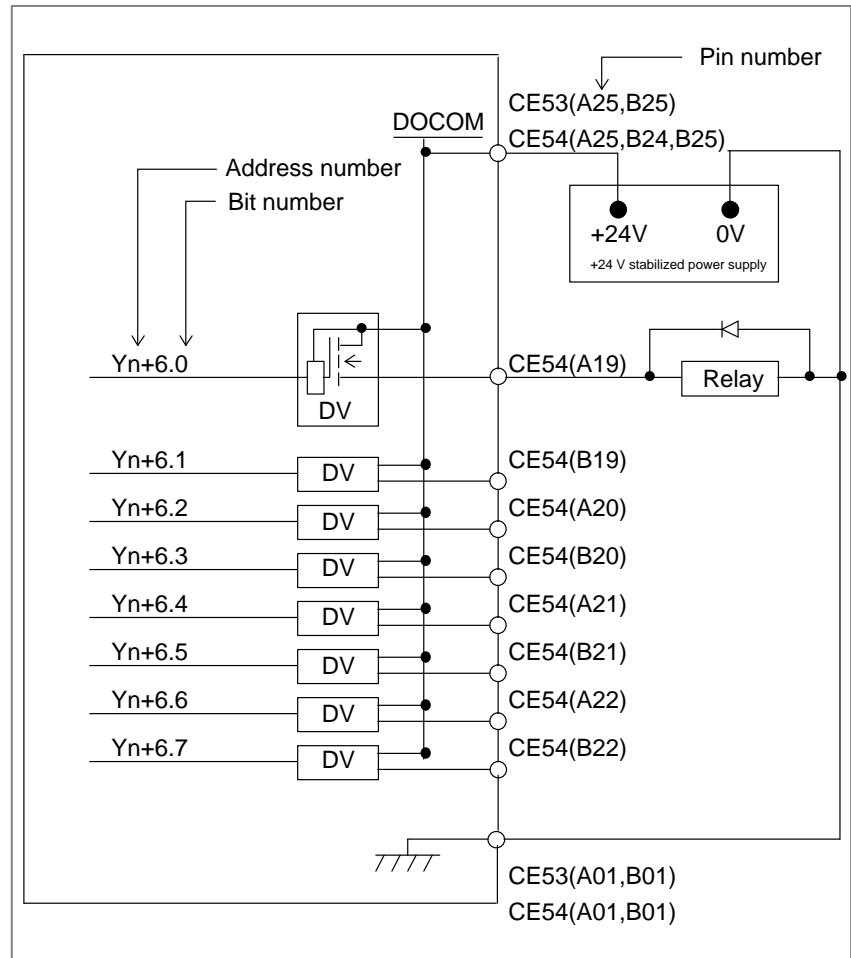 Pin number
CE53(A25,B25)
DOCOM
CE54(A25,B24,B25)
Address number
Bit number
+24V
0V
+24 V stabilized power supply
Yn+6.0
DV
CE54(A19)
Relay
Yn+6.1
DV
CE54(B19)
Yn+6.2
DV
CE54(A20)
Yn+6.3
DV
CE54(B20)
Yn+6.4
DV
CE54(A21)
Yn+6.5
DV
CE54(B21)
Yn+6.6
DV
CE54(A22)
Yn+6.7
DV
CE54(B22)
CE53(A01,B01)
CE54(A01,B01)